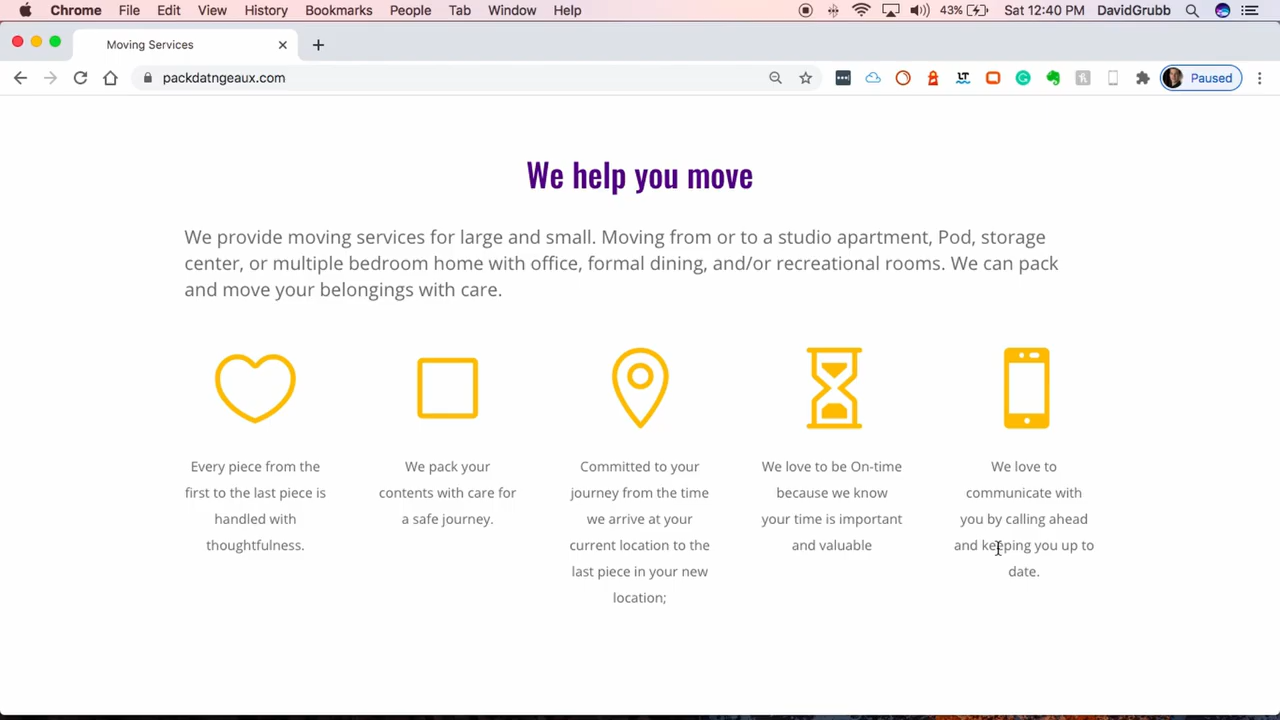 Chrome File Edit View History Bookmarks People Tab Window Help 43% Sat 12:40 PM DavidGrubb
Moving Services
packdatngeaux.com LT Paused
We help you move
We provide moving services for large and small. Moving from or to a studio apartment, Pod, storage
center, or multiple bedroom home with office, formal dining, and/or recreational rooms. We can pack
and move your belongings with care.
Every piece from the
first to the last piece is
handled with
thoughtfulness.
We pack your
contents with care for
a safe journey.
Committed to your
journey from the time
we arrive at your
current location to the
last piece in your new
location;
We love to be On-time
because we know
your time is important
and valuable
We love to
communicate with
you by calling ahead
and keeping you up to
date.